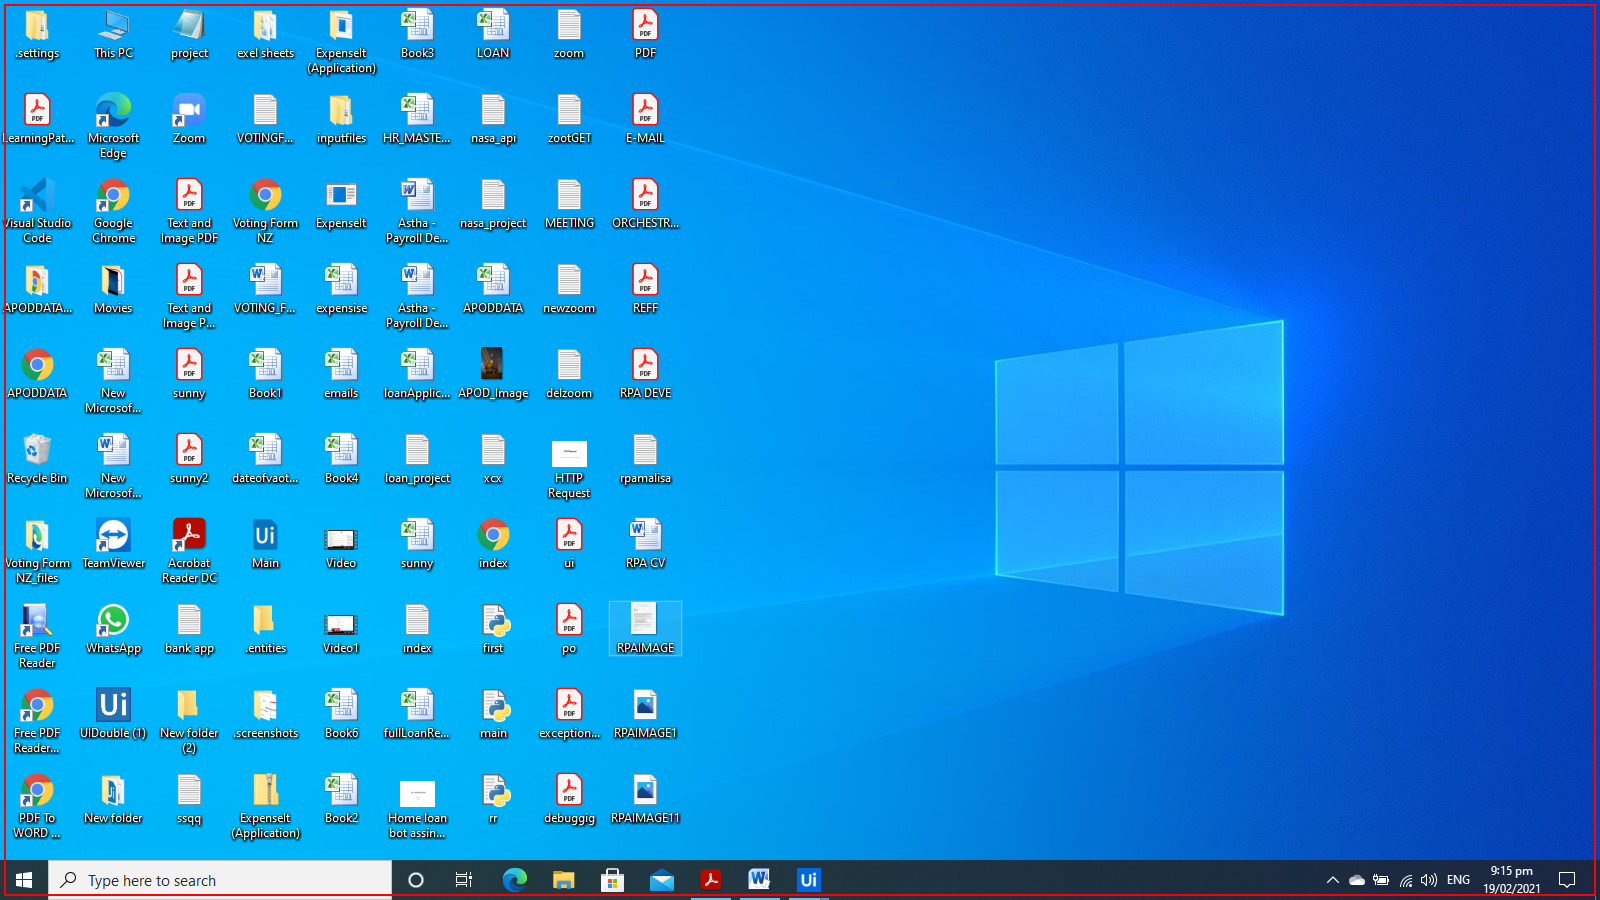 .settings
This PC
project
exel sheets
ExpenseIt
(Application)
Book3
LOAN
zoom
PDF
LearningPat...
Microsoft
Edge
Zoom
VOTINGF...
inputfiles
HR_MASTE...
nasa_api
zootGET
E-MAIL
Visual Studio
Code
Google
Chrome
Text and
Image PDF
Voting Form
NZ
ExpenseIt
Astha -
Payroll De...
nasa_project
MEETING
ORCHESTR...
APODDATA...
Movies
Text and
Image P...
VOTING_F...
expensise
Astha -
Payroll De...
APODDATA
newzoom
REFF
APODDATA
New
Microsof...
sunny
Book1
emails
loanApplic...
APOD_Image
delzoom
RPA DEVE
Recycle Bin
New
Microsof...
sunny2
dateofvaot...
Book4
loan_project
xcx
HTTP
Request
rpamalisa
Voting Form
NZ_files
TeamViewer
Acrobat
Reader DC
Main
Video
sunny
index
ui
RPA CV
Free PDF
Reader
WhatsApp
bank app
.entities
Video1
index
first
po
RPAIMAGE
Free PDF
Reader...
UIDouble (1)
New folder
(2)
.screenshots
Book6
fullLoanRe...
main
exception...
RPAIMAGE1
PDF To
WORD ...
New folder
ssqq
ExpenseIt
(Application)
Book2
Home loan
bot assin...
rr
debuggig
RPAIMAGE11
Type here to search
Ui
ENG
9:15 pm
19/02/2021